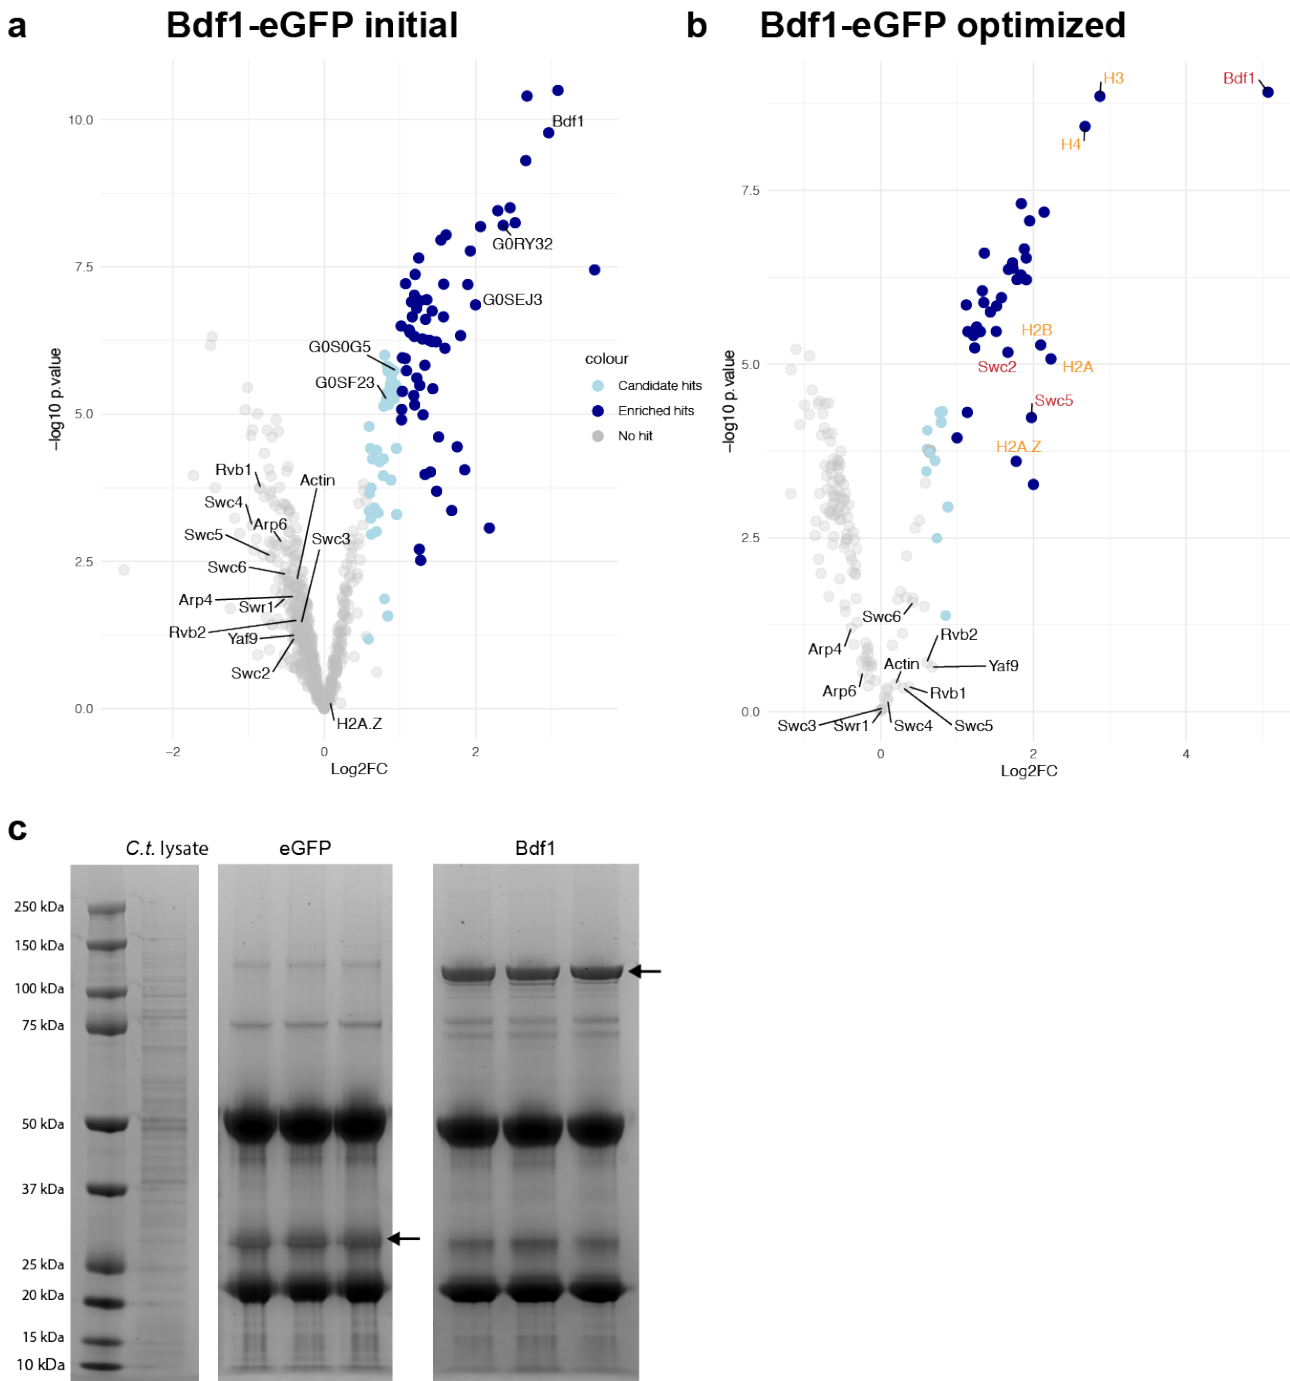 a
Bdf1-eGFP initial
10.0
7.5
5.0
2.5
0.0
−log10 p.value
−2
0
2
Log2FC
Bdf1
G0RY32
G0SEJ3
G0S0G5
G0SF23
Rvb1
Actin
Swc4
Arp6
Swc5
Swc3
Swc6
Arp4
Swr1
Rvb2
Yaf9
Swc2
H2A.Z
colour
Candidate hits
Enriched hits
No hit
b
Bdf1-eGFP optimized
7.5
5.0
2.5
0.0
−log10 p.value
0
2
4
Log2FC
H3
Bdf1
H4
H2B
Swc2
H2A
Swc5
H2A.Z
Swc6
Arp4
Rvb2
Actin
Yaf9
Arp6
Rvb1
Swc3
Swr1
Swc4
Swc5
c
C.t. lysate
eGFP
Bdf1
250 kDa
150 kDa
100 kDa
75 kDa
50 kDa
37 kDa
25 kDa
20 kDa
15 kDa
10 kDa